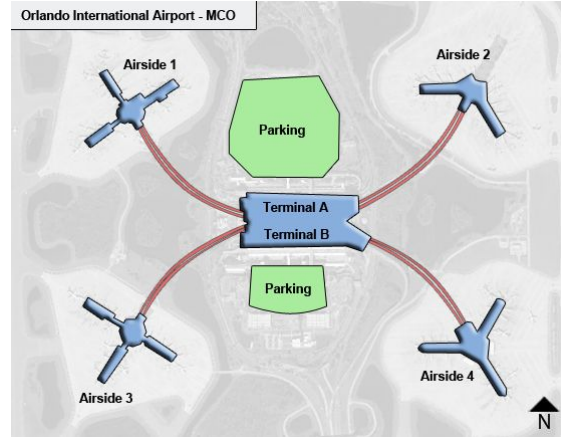 Orlando International Airport - MCO
Airside 1
Airside 2
Parking
Terminal A
Terminal B
Parking
Airside 3
Airside 4
N